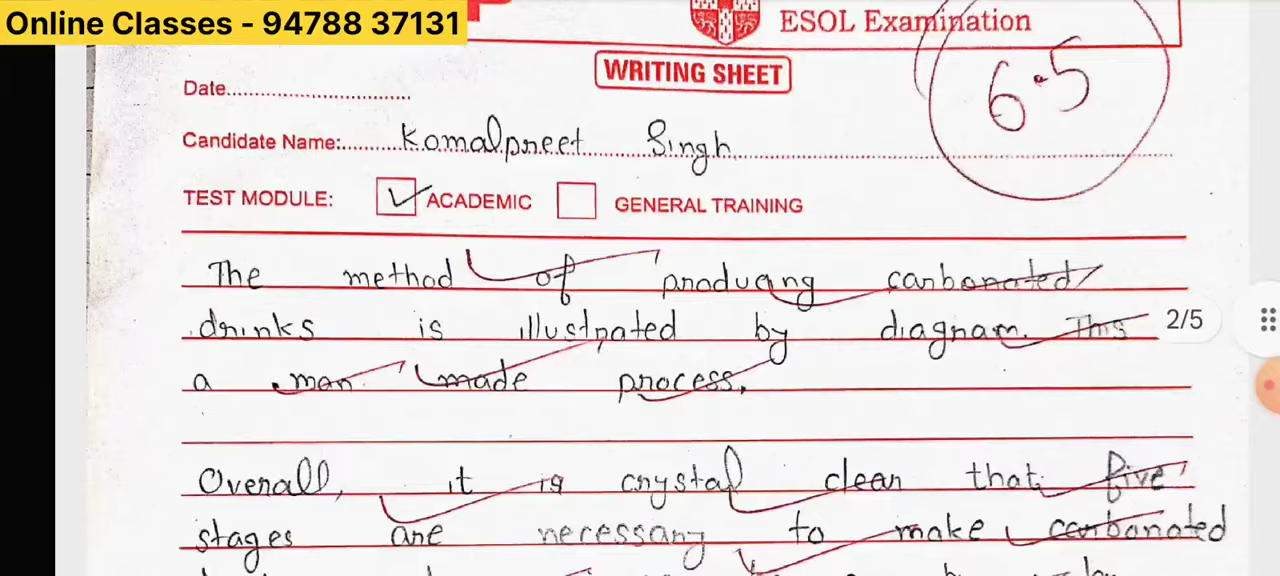 Online Classes - 94788 37131
ESOL Examination
6.5
WRITING SHEET
Date
Candidate Name: Komalpreet Singh
TEST MODULE: ACADEMIC GENERAL TRAINING
The method of producing carbonated
drinks is illustrated by diagram. This
2/5
a man made process.
Overall, it is crystal clear that five
stages are necessary to make carbonated